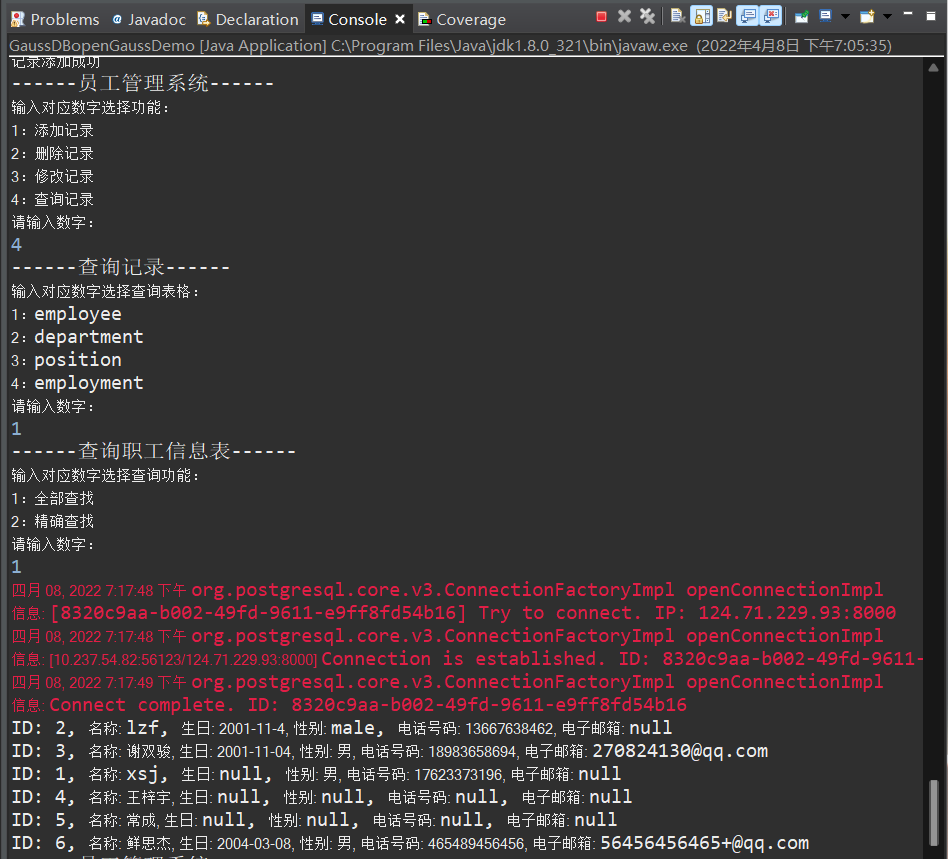 Problems @ Javadoc Declaration Console Coverage
GaussDBopenGaussDemo [Java Application] C:\Program Files\Java\jdk1.8.0_321\bin\javaw.exe (2022年4月8日 下午7:05:35)
记录添加成功
------员工管理系统------
输入对应数字选择功能：
1：添加记录
2：删除记录
3：修改记录
4：查询记录
请输入数字：
4
------查询记录------
输入对应数字选择查询表格：
1：employee
2：department
3：position
4：employment
请输入数字：
1
------查询职工信息表------
输入对应数字选择查询功能：
1：全部查找
2：精确查找
请输入数字：
1
四月 08, 2022 7:17:48 下午 org.postgresql.core.v3.ConnectionFactoryImpl openConnectionImpl
信息: [8320c9aa-b002-49fd-9611-e9ff8fd54b16] Try to connect. IP: 124.71.229.93:8000
四月 08, 2022 7:17:48 下午 org.postgresql.core.v3.ConnectionFactoryImpl openConnectionImpl
信息: [10.237.54.82:56123/124.71.229.93:8000] Connection is established. ID: 8320c9aa-b002-49fd-9611-
四月 08, 2022 7:17:49 下午 org.postgresql.core.v3.ConnectionFactoryImpl openConnectionImpl
信息: Connect complete. ID: 8320c9aa-b002-49fd-9611-e9ff8fd54b16
ID: 2, 名称: lzf, 生日: 2001-11-4, 性别: male, 电话号码: 13667638462, 电子邮箱: null
ID: 3, 名称: 谢双骏, 生日: 2001-11-04, 性别: 男, 电话号码: 18983658694, 电子邮箱: 270824130@qq.com
ID: 1, 名称: xsj, 生日: null, 性别: 男, 电话号码: 17623373196, 电子邮箱: null
ID: 4, 名称: 王梓宇, 生日: null, 性别: null, 电话号码: null, 电子邮箱: null
ID: 5, 名称: 常成, 生日: null, 性别: null, 电话号码: null, 电子邮箱: null
ID: 6, 名称: 鲜思杰, 生日: 2004-03-08, 性别: 男, 电话号码: 465489456456, 电子邮箱: 56456456465+@qq.com